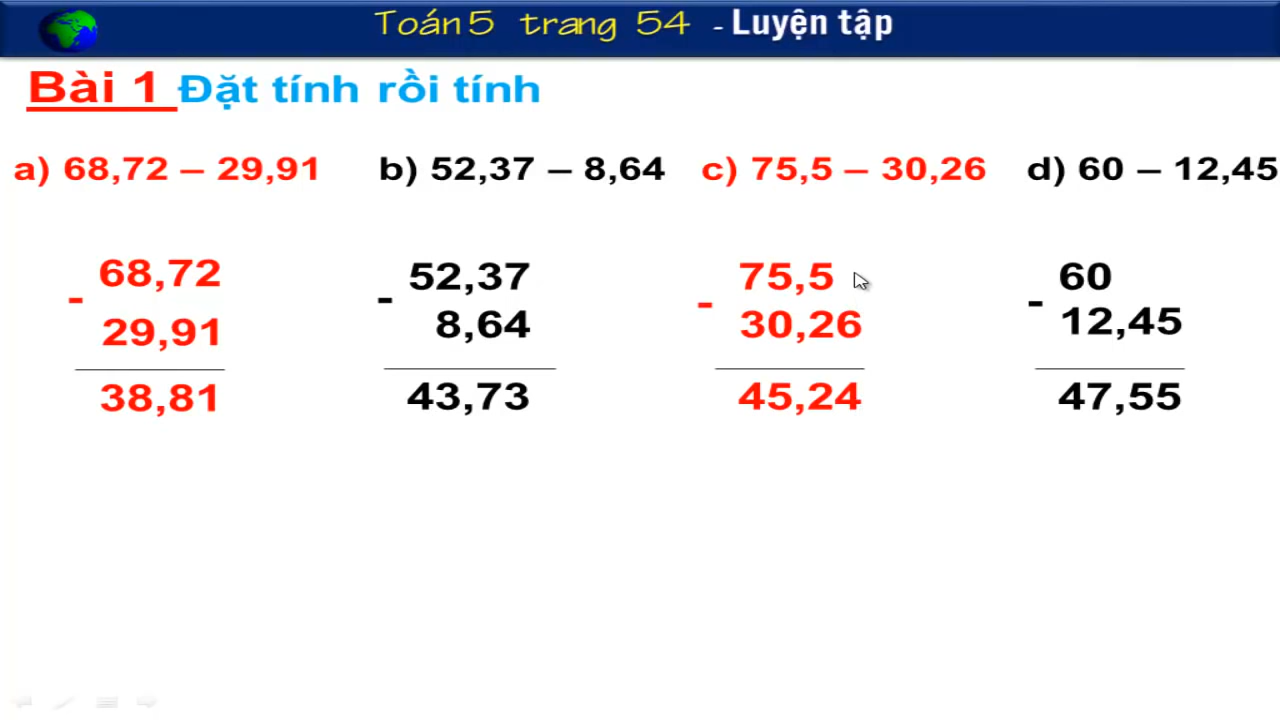 Toán 5 trang 54 - Luyện tập
Bài 1 Đặt tính rồi tính
a) 68,72 – 29,91 b) 52,37 – 8,64 c) 75,5 – 30,26 d) 60 – 12,45
68,72 52,37 75,5 60
- - - -
29,91 8,64 30,26 12,45
38,81 43,73 45,24 47,55